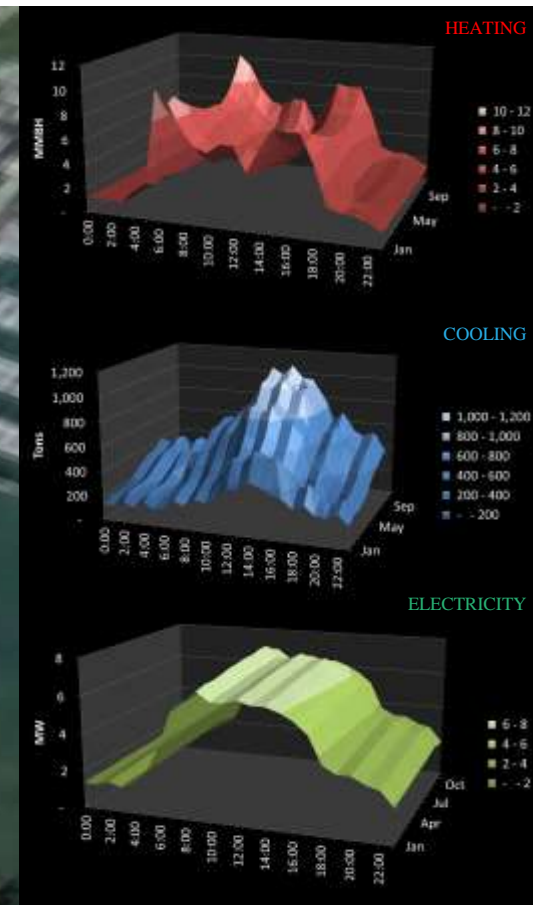 HEATING
12
10
8
6
4
2
-
MMBH
0:00
2:00
4:00
6:00
8:00
10:00
12:00
14:00
16:00
18:00
20:00
22:00
Jan
May
Sep
10 - 12
8 - 10
6 - 8
4 - 6
2 - 4
- - 2
COOLING
1,200
1,000
800
600
400
200
-
Tons
0:00
2:00
4:00
6:00
8:00
10:00
12:00
14:00
16:00
18:00
20:00
22:00
Jan
May
Sep
1,000 - 1,200
800 - 1,000
600 - 800
400 - 600
200 - 400
- - 200
ELECTRICITY
8
6
4
2
-
MW
0:00
2:00
4:00
6:00
8:00
10:00
12:00
14:00
16:00
18:00
20:00
22:00
Jan
Apr
Jul
Oct
6 - 8
4 - 6
2 - 4
- - 2